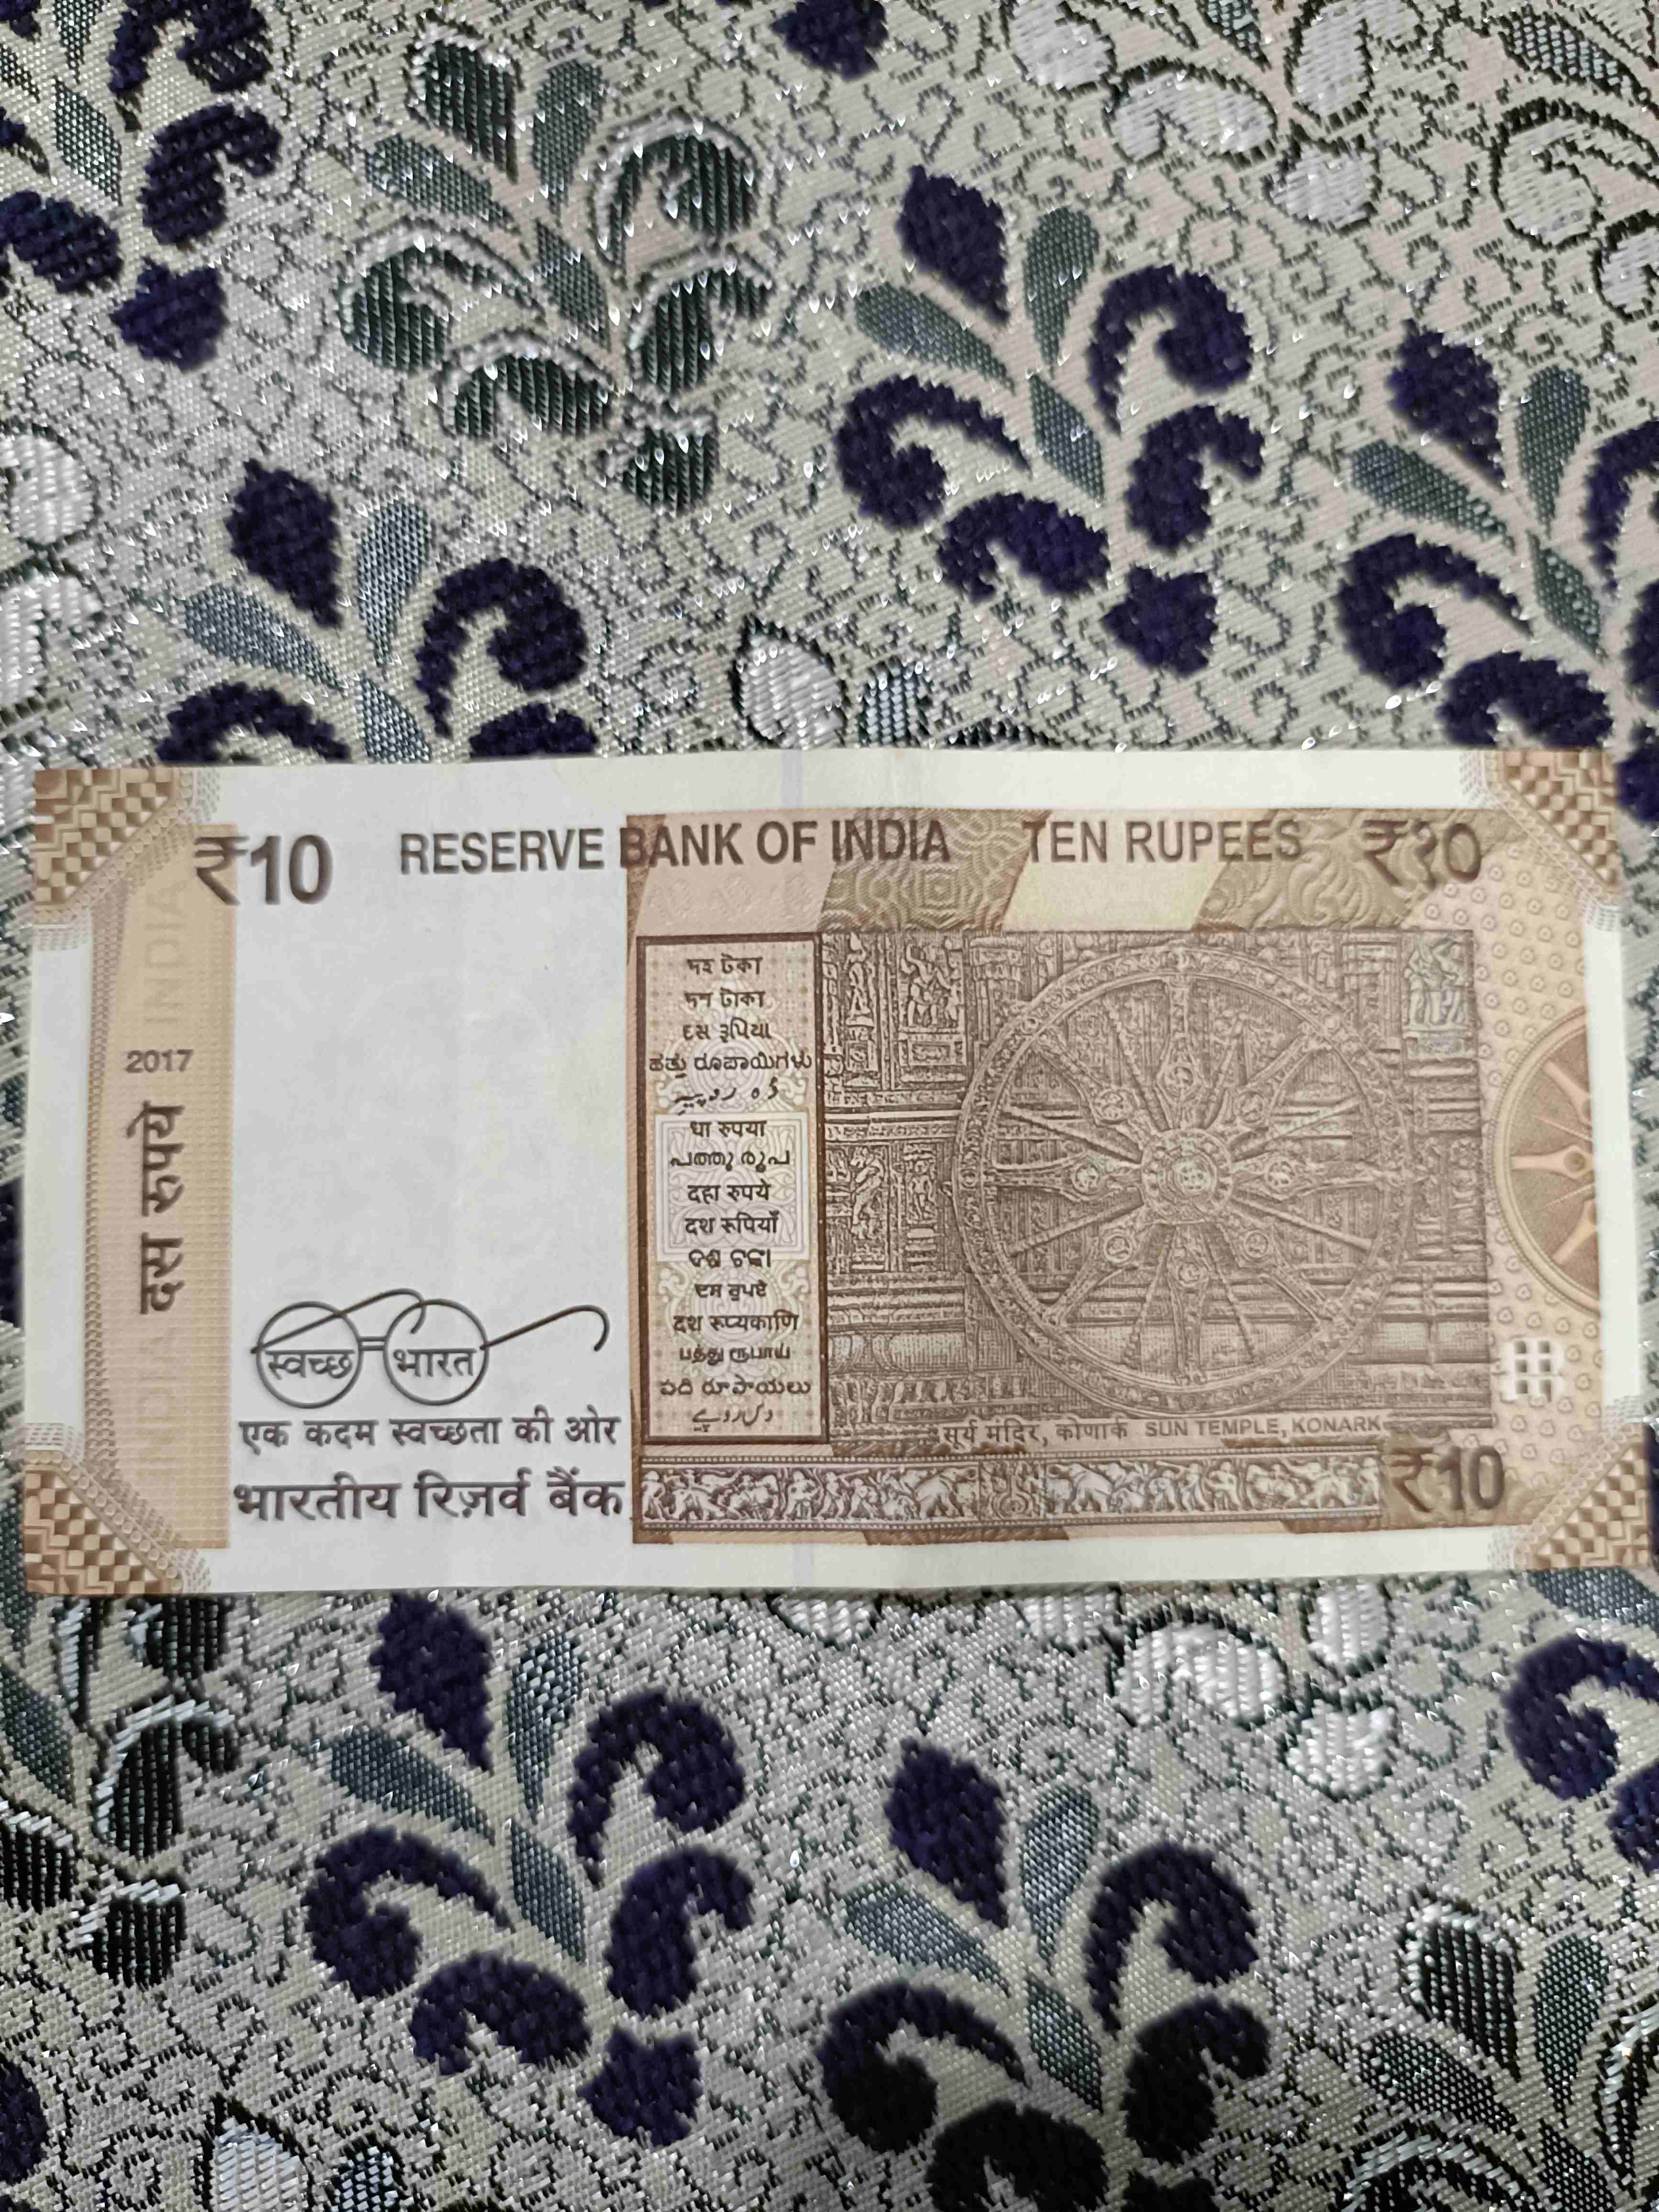 ₹10 RESERVE BANK OF INDIA TEN RUPEES ₹१०
INDIA
2017
दस रुपये
দহ টকা
দশ টাকা
દસ રૂપિયા
ಹತ್ತು ರೂಪಾಯಿಗಳು
धा रुपया
പത്തു രൂപ
दहा रुपये
दश रूपियाँ
ଦଶ ଟଙ୍କା
ਦਸ ਰੁਪਏ
दश रूप्यकाणि
பத்து ரூபாய்
పది రూపాయలు
دس روپے
स्वच्छ भारत
एक कदम स्वच्छता की ओर
भारतीय रिज़र्व बैंक
सूर्य मंदिर, कोणार्क SUN TEMPLE, KONARK
₹10